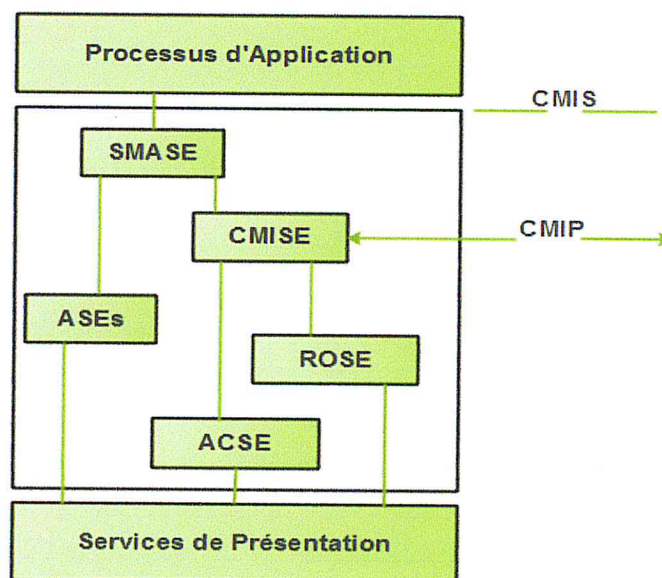 Processus d'Application
CMIS
SMASE
CMISE
CMIP
ASEs
ROSE
ACSE
Services de Présentation